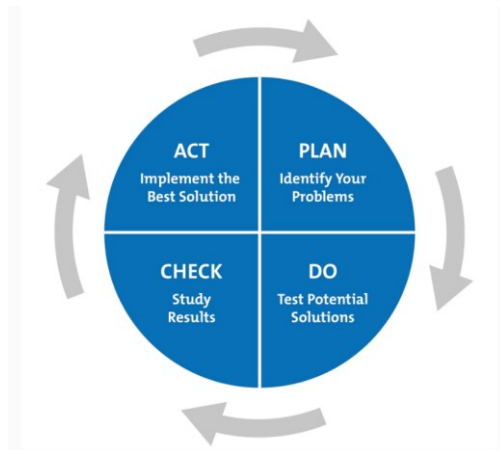 ACT
Implement the
Best Solution
PLAN
Identify Your
Problems
CHECK
Study
Results
DO
Test Potential
Solutions